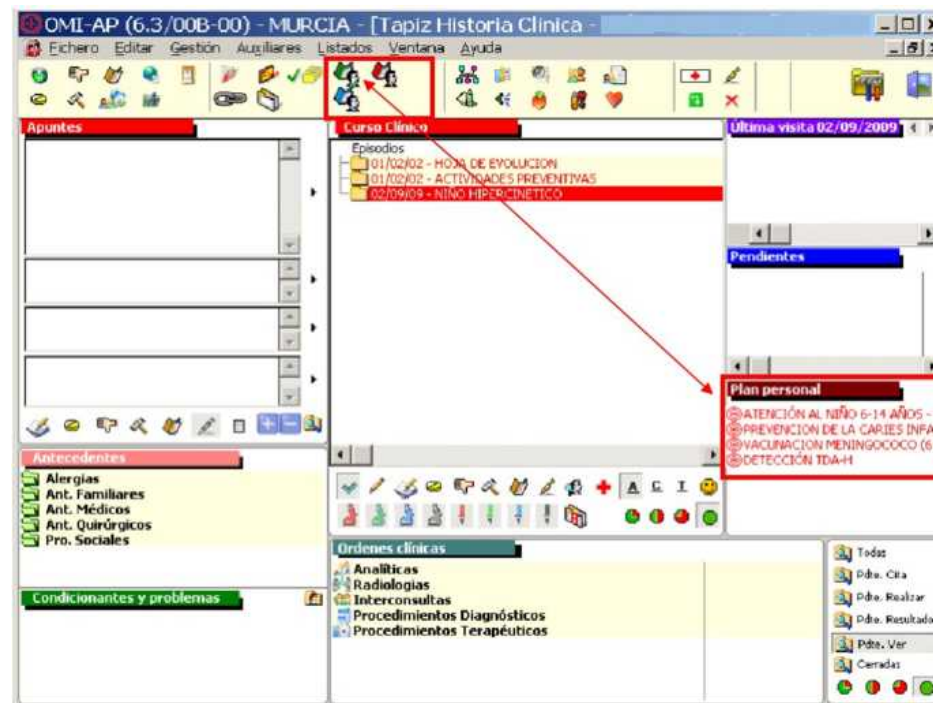 OMI-AP (6.3/00B-00) - MURCIA - [Tapiz Historia Clinica -
Fichero Editar Gestión Auxiliares Listados Ventana Ayuda
Apuntes
Curso Clínico
Episodios
01/02/02 - HOJA DE EVOLUCION
01/02/02 - ACTIVIDADES PREVENTIVAS
02/09/09 - NIÑO HIPERCINETICO
Última visita 02/09/2009
Pendientes
Plan personal
ATENCIÓN AL NIÑO 6-14 AÑOS -
PREVENCION DE LA CARIES INFA
VACUNACION MENINGOCOCO (6
DETECCIÓN TDA-H
Antecedentes
Alergias
Ant. Familiares
Ant. Médicos
Ant. Quirúrgicos
Pro. Sociales
A C I
Condicionantes y problemas
Ordenes clínicas
Analíticas
Radiologias
Interconsultas
Procedimientos Diagnósticos
Procedimientos Terapéuticos
Todas
Pdte. Cita
Pdte. Realizar
Pdte. Resultado
Pdte. Ver
Cerradas